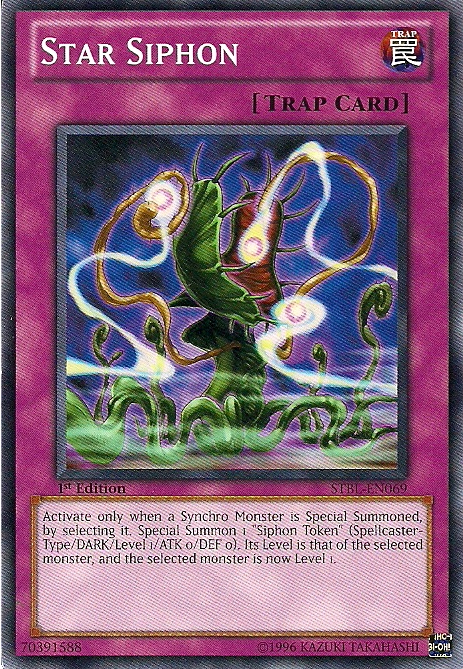 STAR SIPHON
TRAP
罠
[TRAP CARD]
1st Edition
STBL-EN069
Activate only when a Synchro Monster is Special Summoned,
by selecting it. Special Summon 1 "Siphon Token" (Spellcaster-
Type/DARK/Level 1/ATK 0/DEF 0). Its Level is that of the selected
monster, and the selected monster is now Level 1.
70391588
©1996 KAZUKI TAKAHASHI